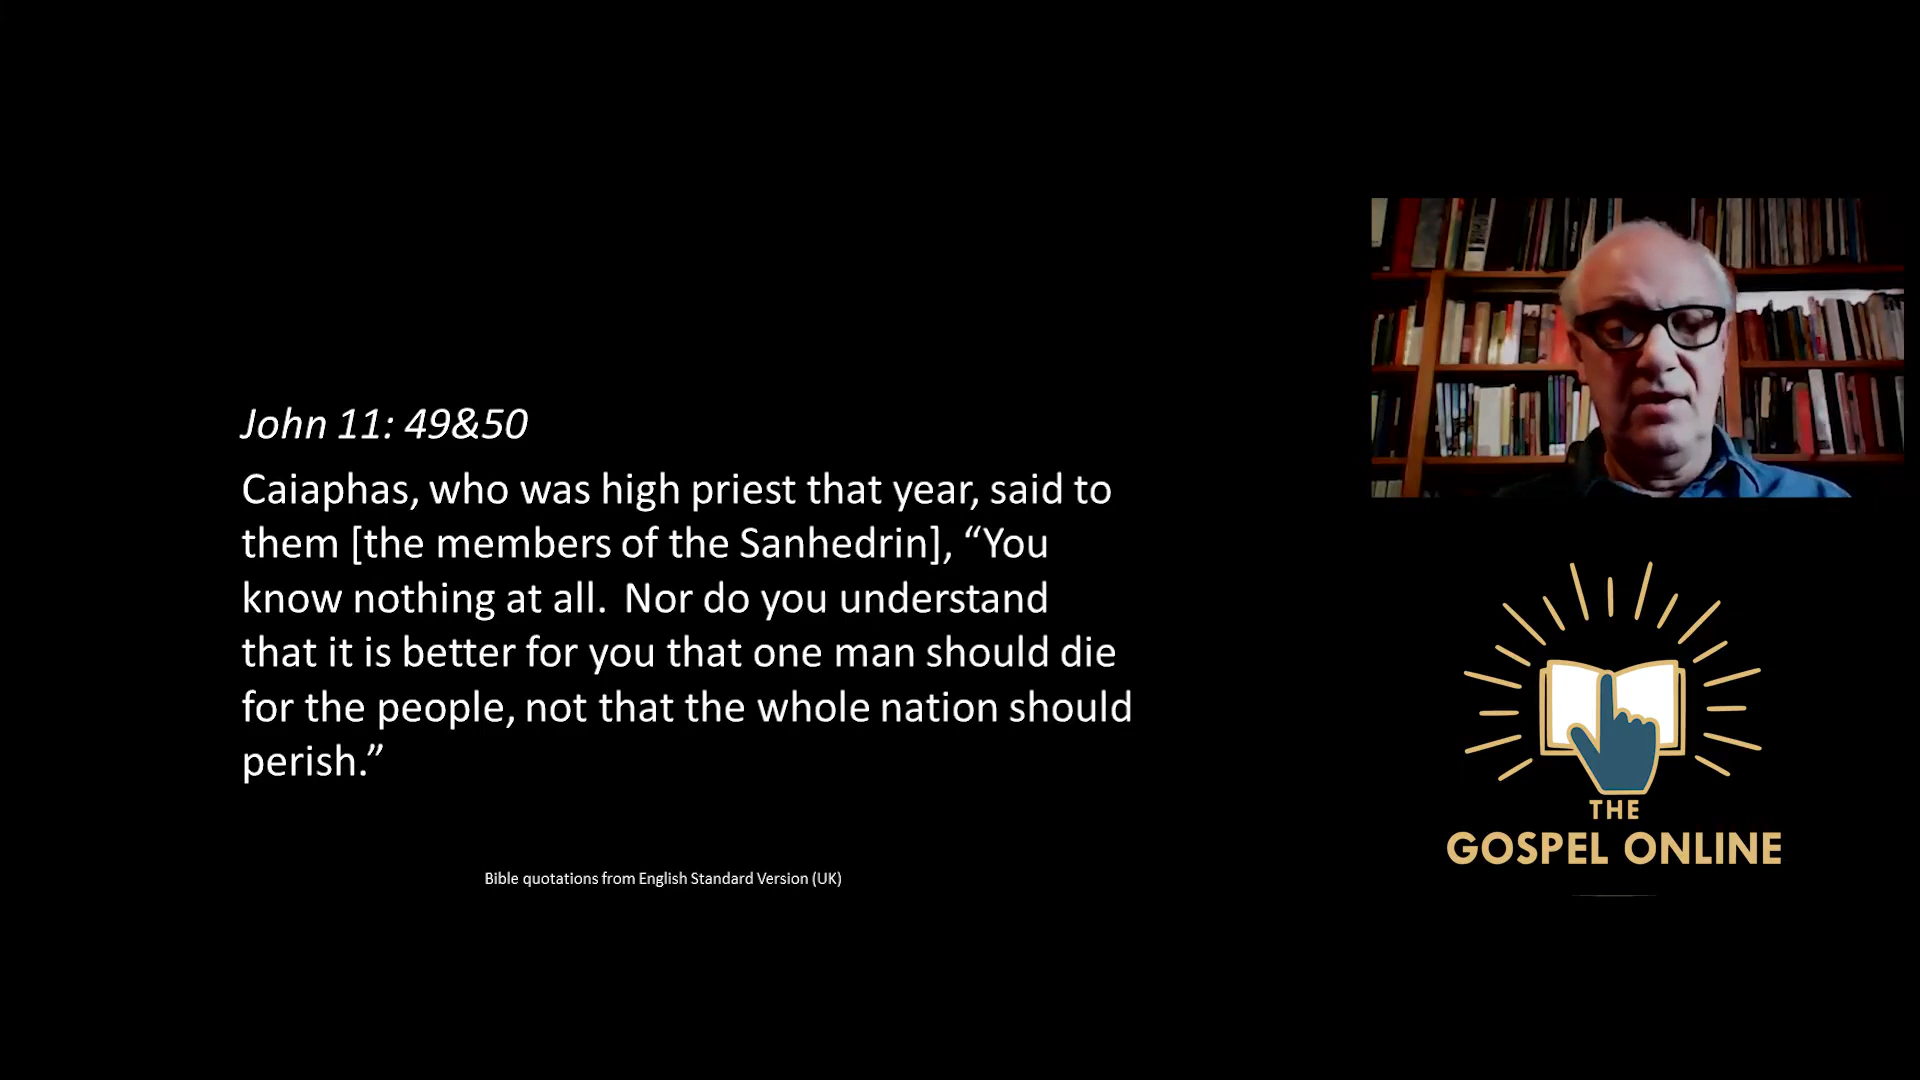 John 11: 49&50
Caiaphas, who was high priest that year, said to
them [the members of the Sanhedrin], “You
know nothing at all.  Nor do you understand
that it is better for you that one man should die
for the people, not that the whole nation should
perish.”
Bible quotations from English Standard Version (UK)
THE
GOSPEL ONLINE